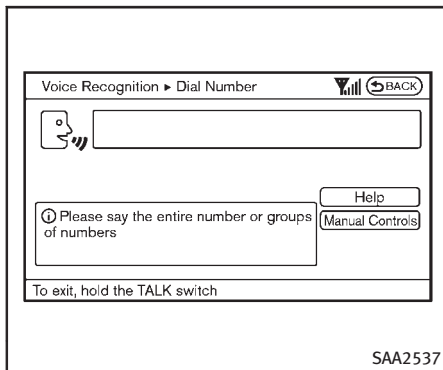 Voice Recognition ▸ Dial Number
BACK
Help
ⓘ Please say the entire number or groups
of numbers
Manual Controls
To exit, hold the TALK switch
SAA2537